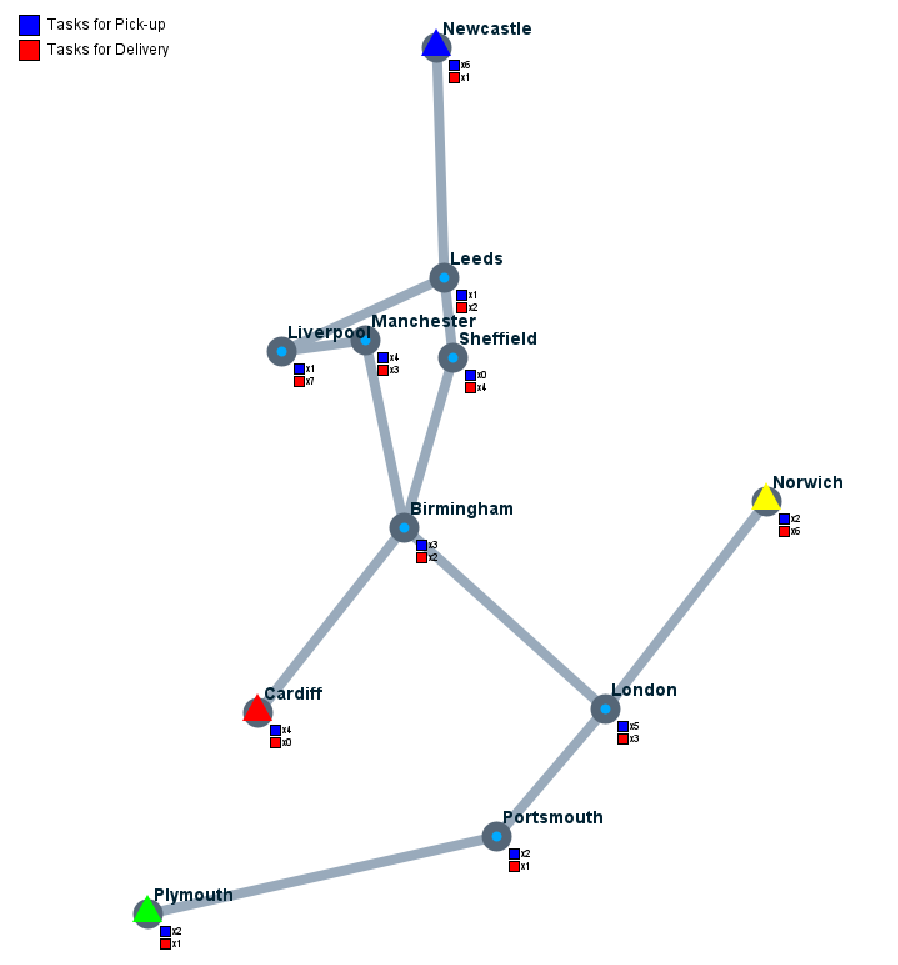 Tasks for Pick-up
Tasks for Delivery
Newcastle
x6
x1
Leeds
x1
x2
Manchester
x4
x3
Liverpool
x1
x7
Sheffield
x0
x4
Norwich
x2
x6
Birmingham
x3
x2
Cardiff
x4
x0
London
x5
x3
Portsmouth
x2
x1
Plymouth
x2
x1